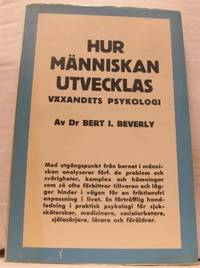 HUR
MÄNNISKAN
UTVECKLAS
VÄXANDETS PSYKOLOGI
Av Dr BERT I. BEVERLY
Med utgångspunkt från barnet i männi-
skan analyserar förf. de problem och
svårigheter, komplex och hämningar
som så ofta förbittrar tillvaron och läg-
ger hinder i vägen för en friktionsfri
anpassning i livet. En förträfflig hand-
ledning i praktisk psykologi för sjuk-
sköterskor, medicinare, socialarbetare,
själasörjare, lärare och föräldrar.